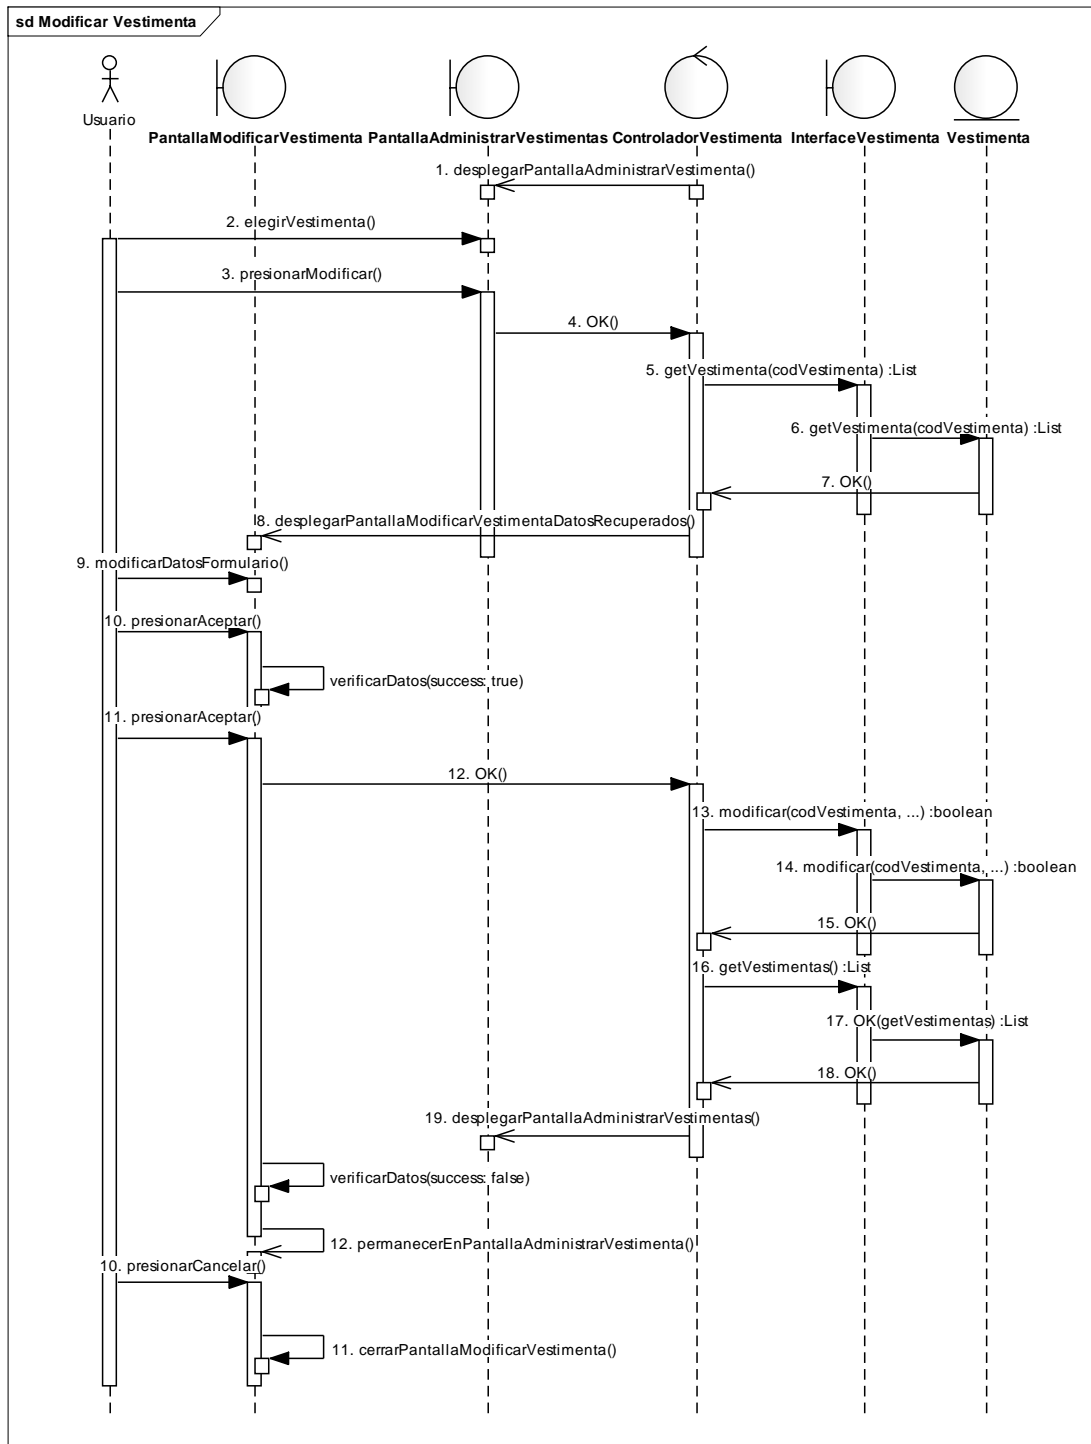 sd Modificar Vestimenta
Usuario
PantallaModificarVestimenta
PantallaAdministrarVestimentas
ControladorVestimenta
InterfaceVestimenta
Vestimenta
1. desplegarPantallaAdministrarVestimenta()
2. elegirVestimenta()
3. presionarModificar()
4. OK()
5. getVestimenta(codVestimenta) :List
6. getVestimenta(codVestimenta) :List
7. OK()
8. desplegarPantallaModificarVestimentaDatosRecuperados()
9. modificarDatosFormulario()
10. presionarAceptar()
verificarDatos(success: true)
11. presionarAceptar()
12. OK()
13. modificar(codVestimenta, ...) :boolean
14. modificar(codVestimenta, ...) :boolean
15. OK()
16. getVestimentas() :List
17. OK(getVestimentas) :List
18. OK()
19. desplegarPantallaAdministrarVestimentas()
verificarDatos(success: false)
12. permanecerEnPantallaAdministrarVestimenta()
10. presionarCancelar()
11. cerrarPantallaModificarVestimenta()